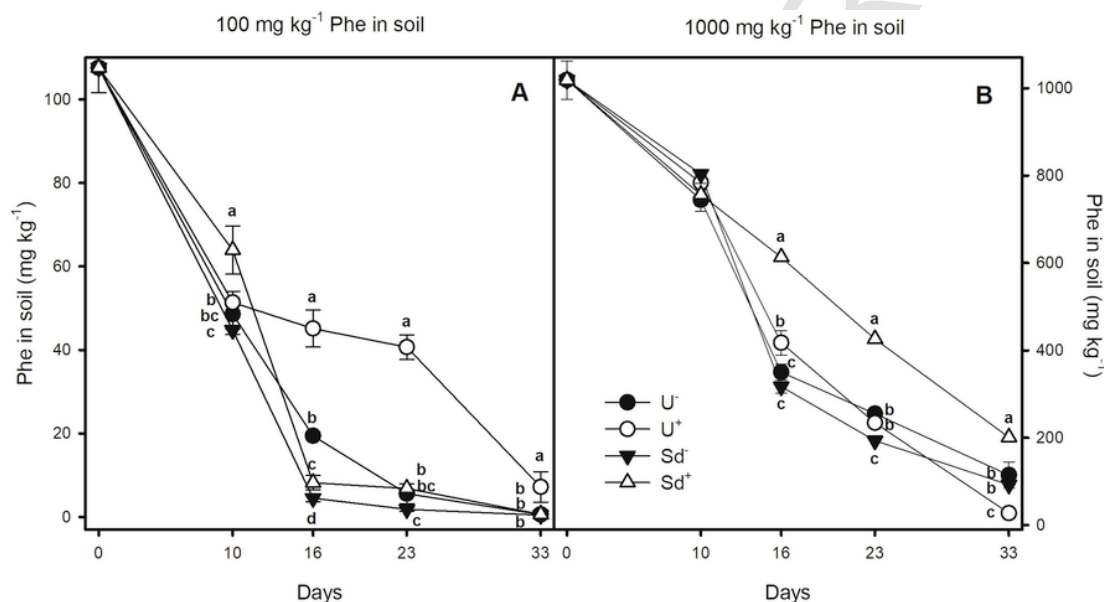 100 mg kg⁻¹ Phe in soil
1000 mg kg⁻¹ Phe in soil
A
B
Phe in soil (mg kg⁻¹)
100
80
60
40
20
0
a
b
bc
c
a
b
c
d
a
b
bc
c
a
b
b
b
0
10
16
23
33
Days
a
b
c
c
a
b
b
c
a
b
b
c
U⁻
U⁺
Sd⁻
Sd⁺
1000
800
600
400
200
0
Phe in soil (mg kg⁻¹)
0
10
16
23
33
Days